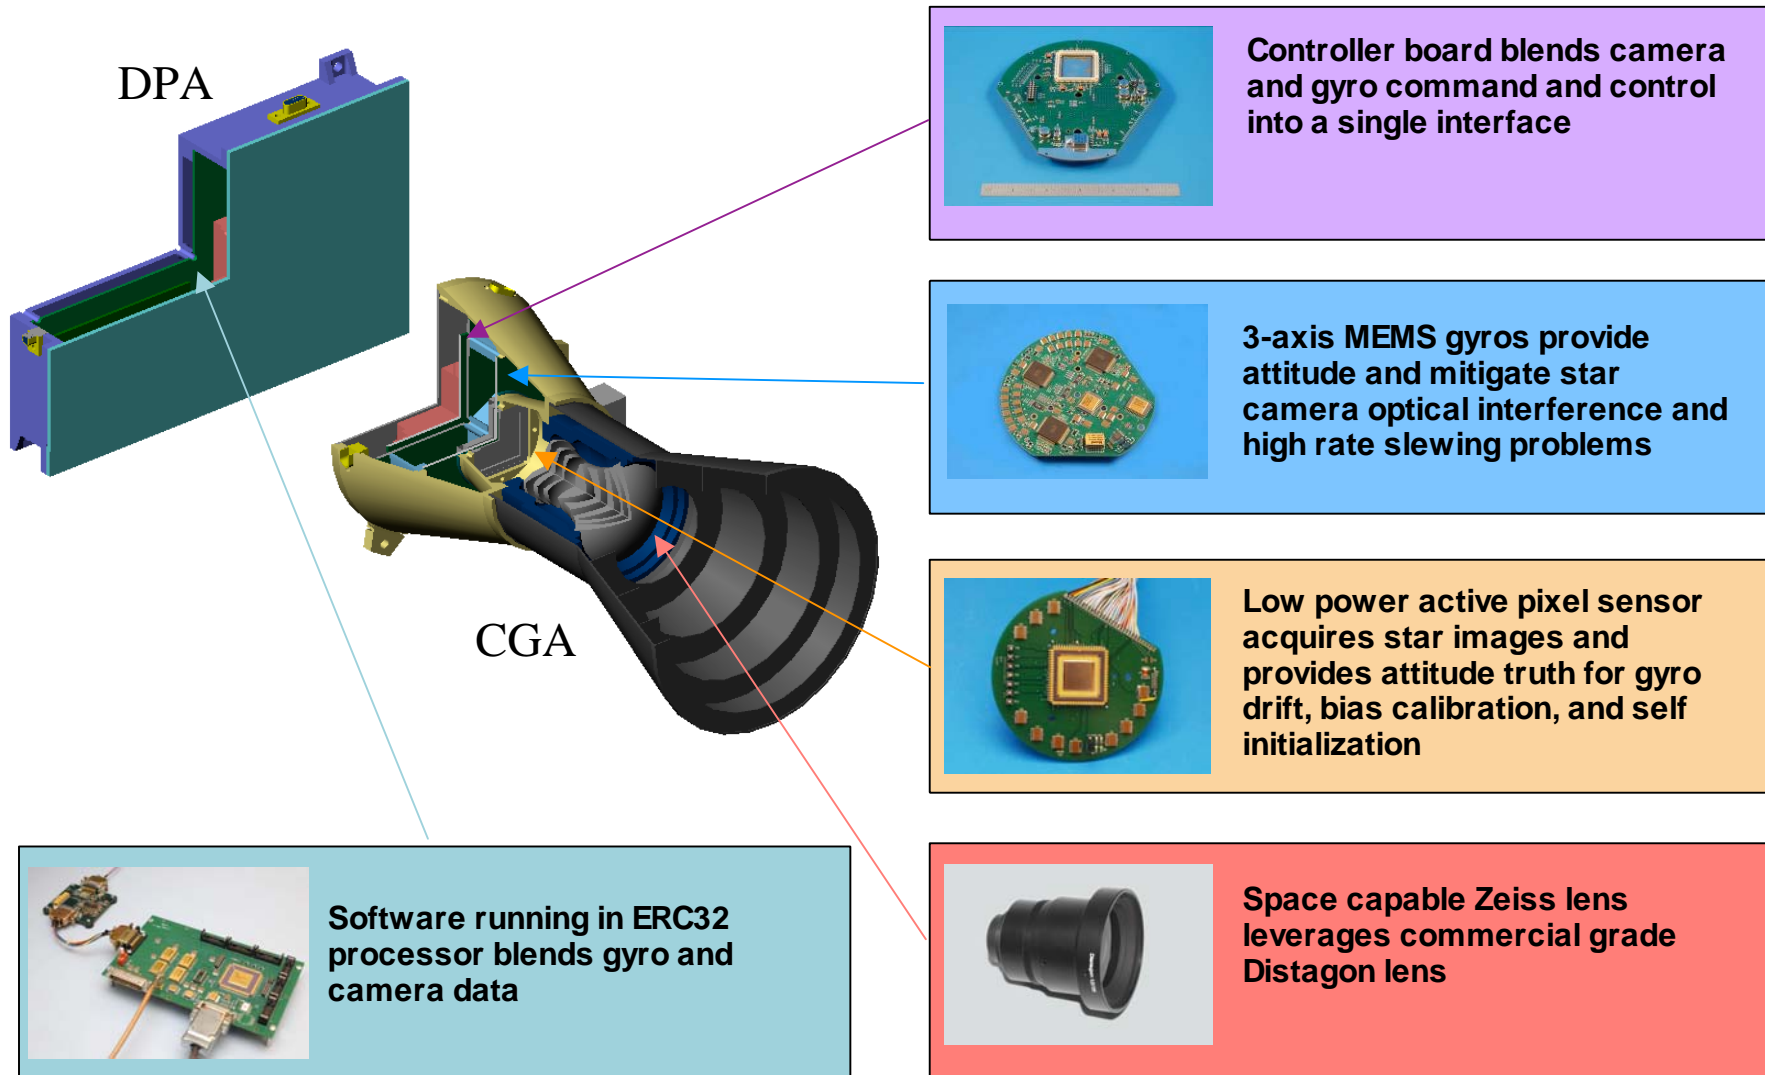 DPA
Controller board blends camera
and gyro command and control
into a single interface
3-axis MEMS gyros provide
attitude and mitigate star
camera optical interference and
high rate slewing problems
CGA
Low power active pixel sensor
acquires star images and
provides attitude truth for gyro
drift, bias calibration, and self
initialization
Software running in ERC32
processor blends gyro and
camera data
Space capable Zeiss lens
leverages commercial grade
Distagon lens